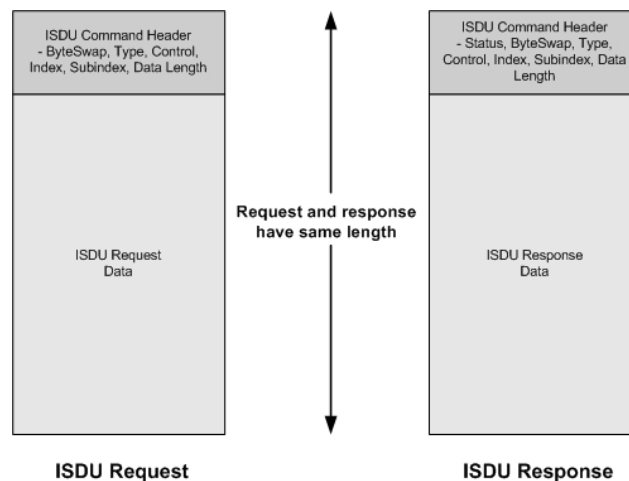 ISDU Command Header
- ByteSwap, Type, Control,
Index, Subindex, Data Length
ISDU Request
Data
Request and response
have same length
ISDU Command Header
- Status, ByteSwap, Type,
Control, Index, Subindex, Data
Length
ISDU Response
Data
ISDU Request
ISDU Response